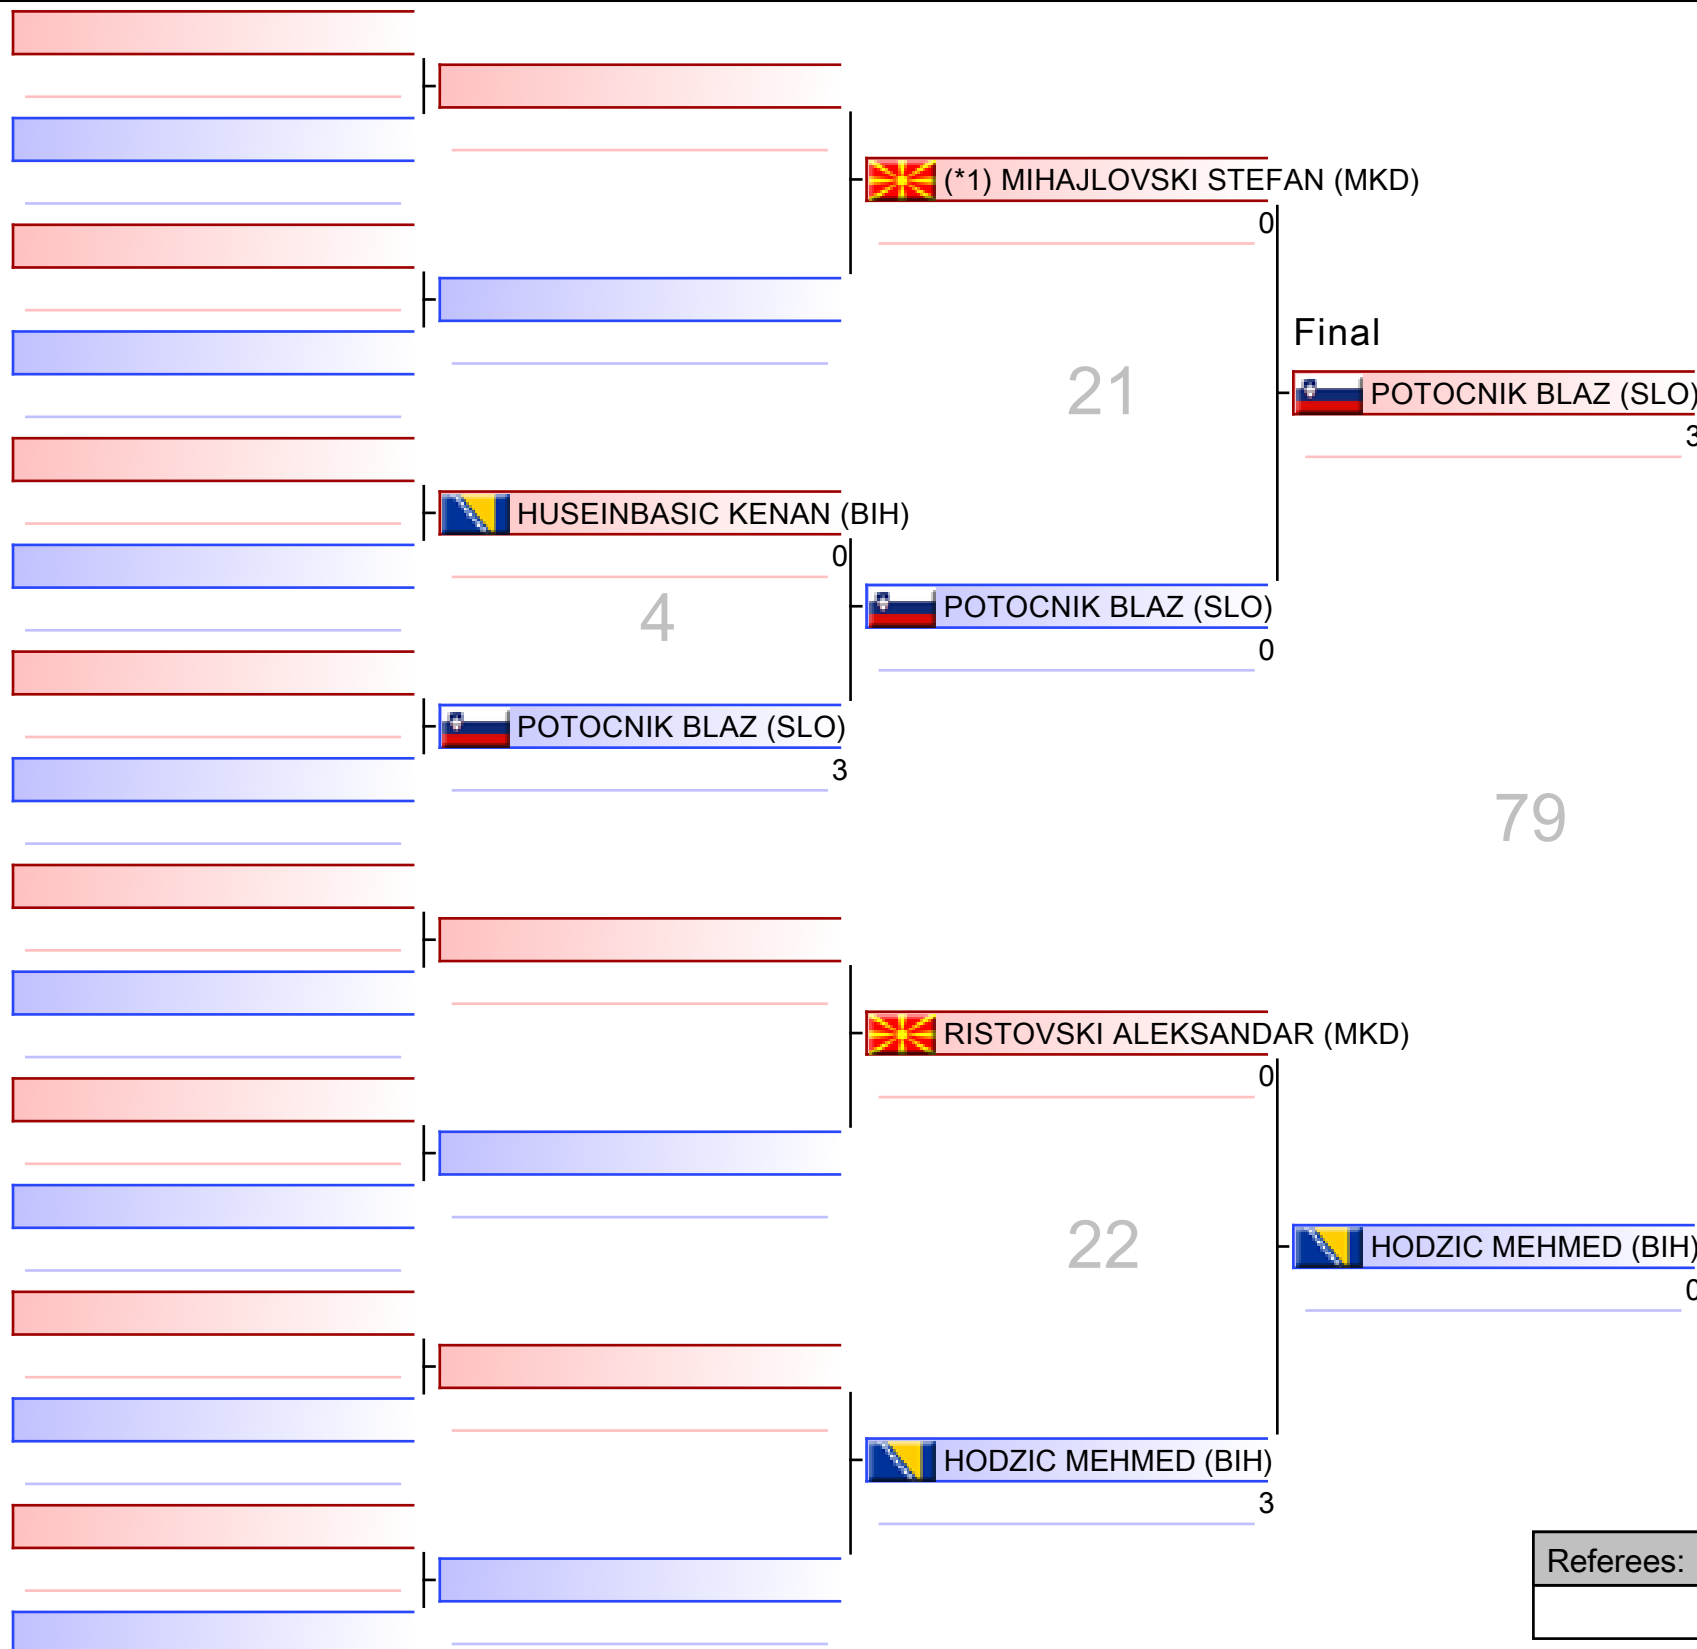 (*1) MIHAJLOVSKI STEFAN (MKD)
0
Final
21
POTOCNIK BLAZ (SLO)
3
HUSEINBASIC KENAN (BIH)
0
4
POTOCNIK BLAZ (SLO)
0
POTOCNIK BLAZ (SLO)
3
79
RISTOVSKI ALEKSANDAR (MKD)
0
22
HODZIC MEHMED (BIH)
0
HODZIC MEHMED (BIH)
3
Referees: